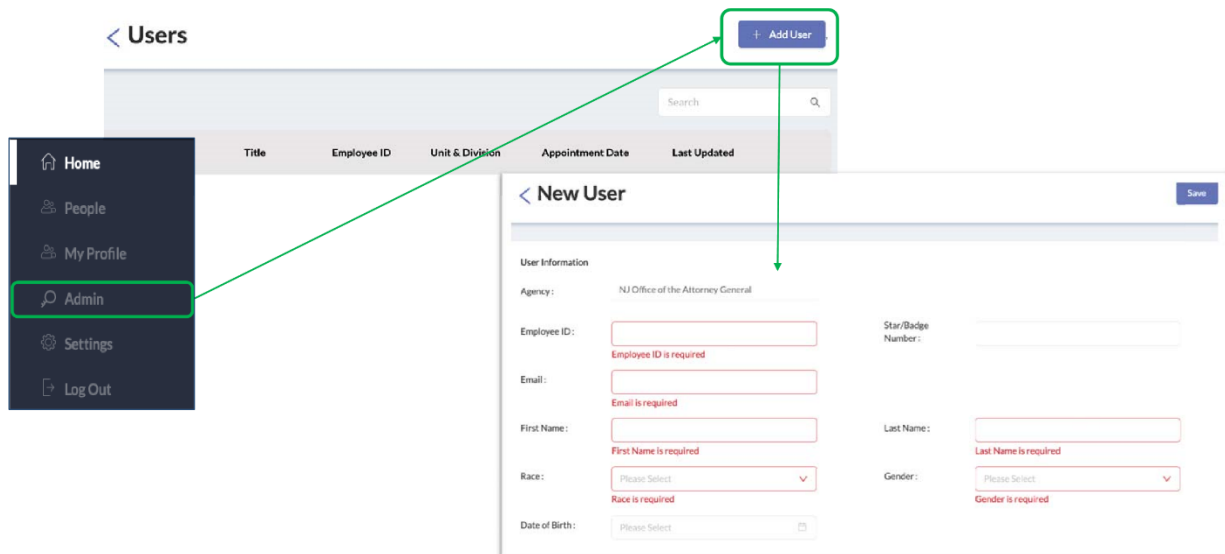 Users
+ Add User
Search
Title Employee ID Unit & Division Appointment Date Last Updated
Home
People
My Profile
Admin
Settings
Log Out
New User
Save
User Information
Agency : NJ Office of the Attorney General
Employee ID : Star/Badge
Number :
Employee ID is required
Email :
Email is required
First Name : Last Name :
First Name is required Last Name is required
Race : Please Select Gender : Please Select
Race is required Gender is required
Date of Birth : Please Select